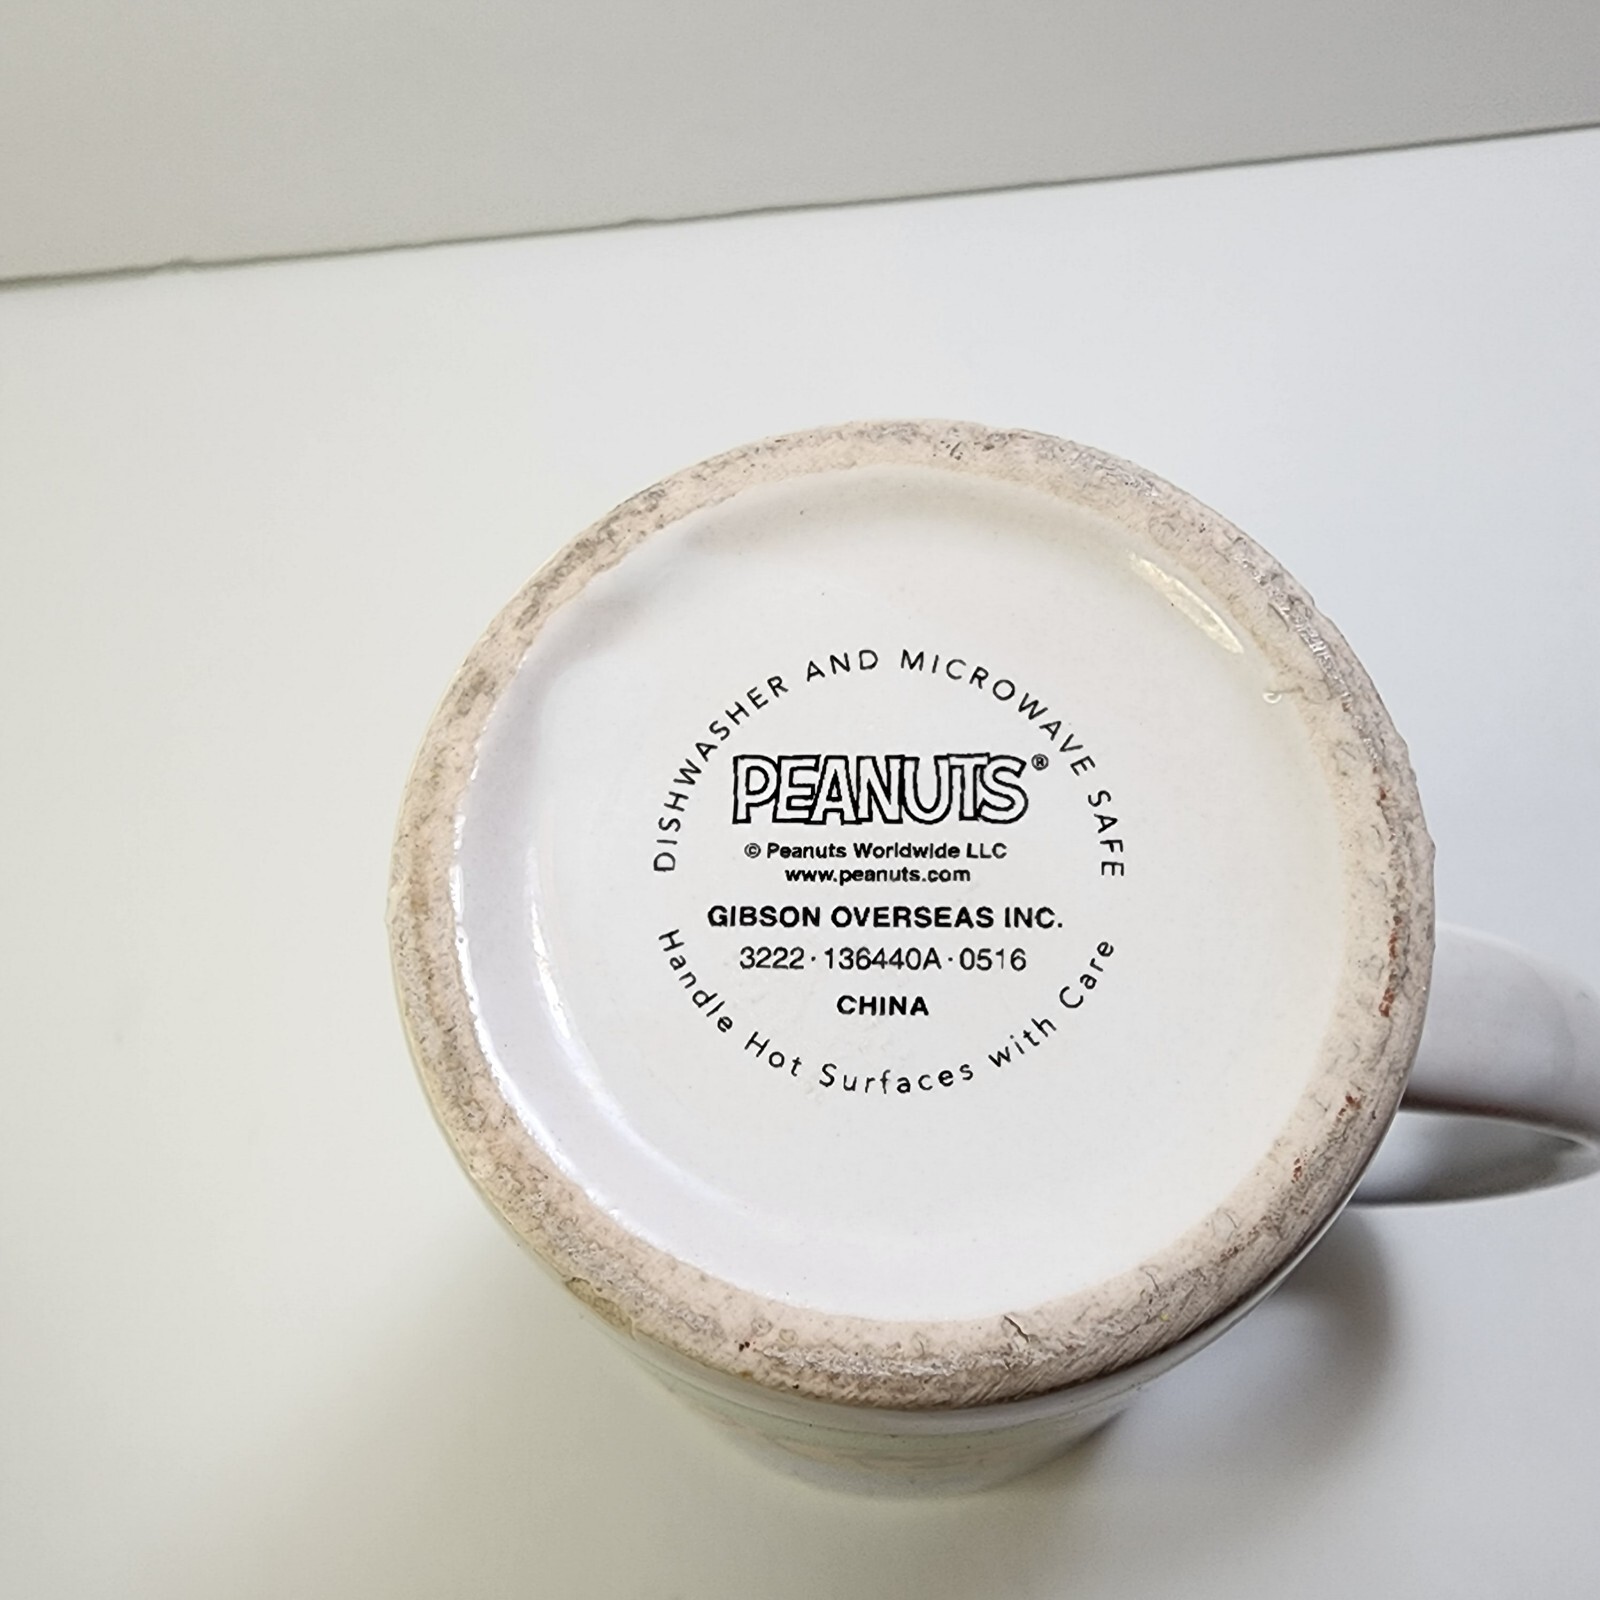 DISHWASHER AND MICROWAVE SAFE
PEANUTS®
© Peanuts Worldwide LLC
www.peanuts.com
GIBSON OVERSEAS INC.
3222·136440A·0516
CHINA
Handle Hot Surfaces with Care